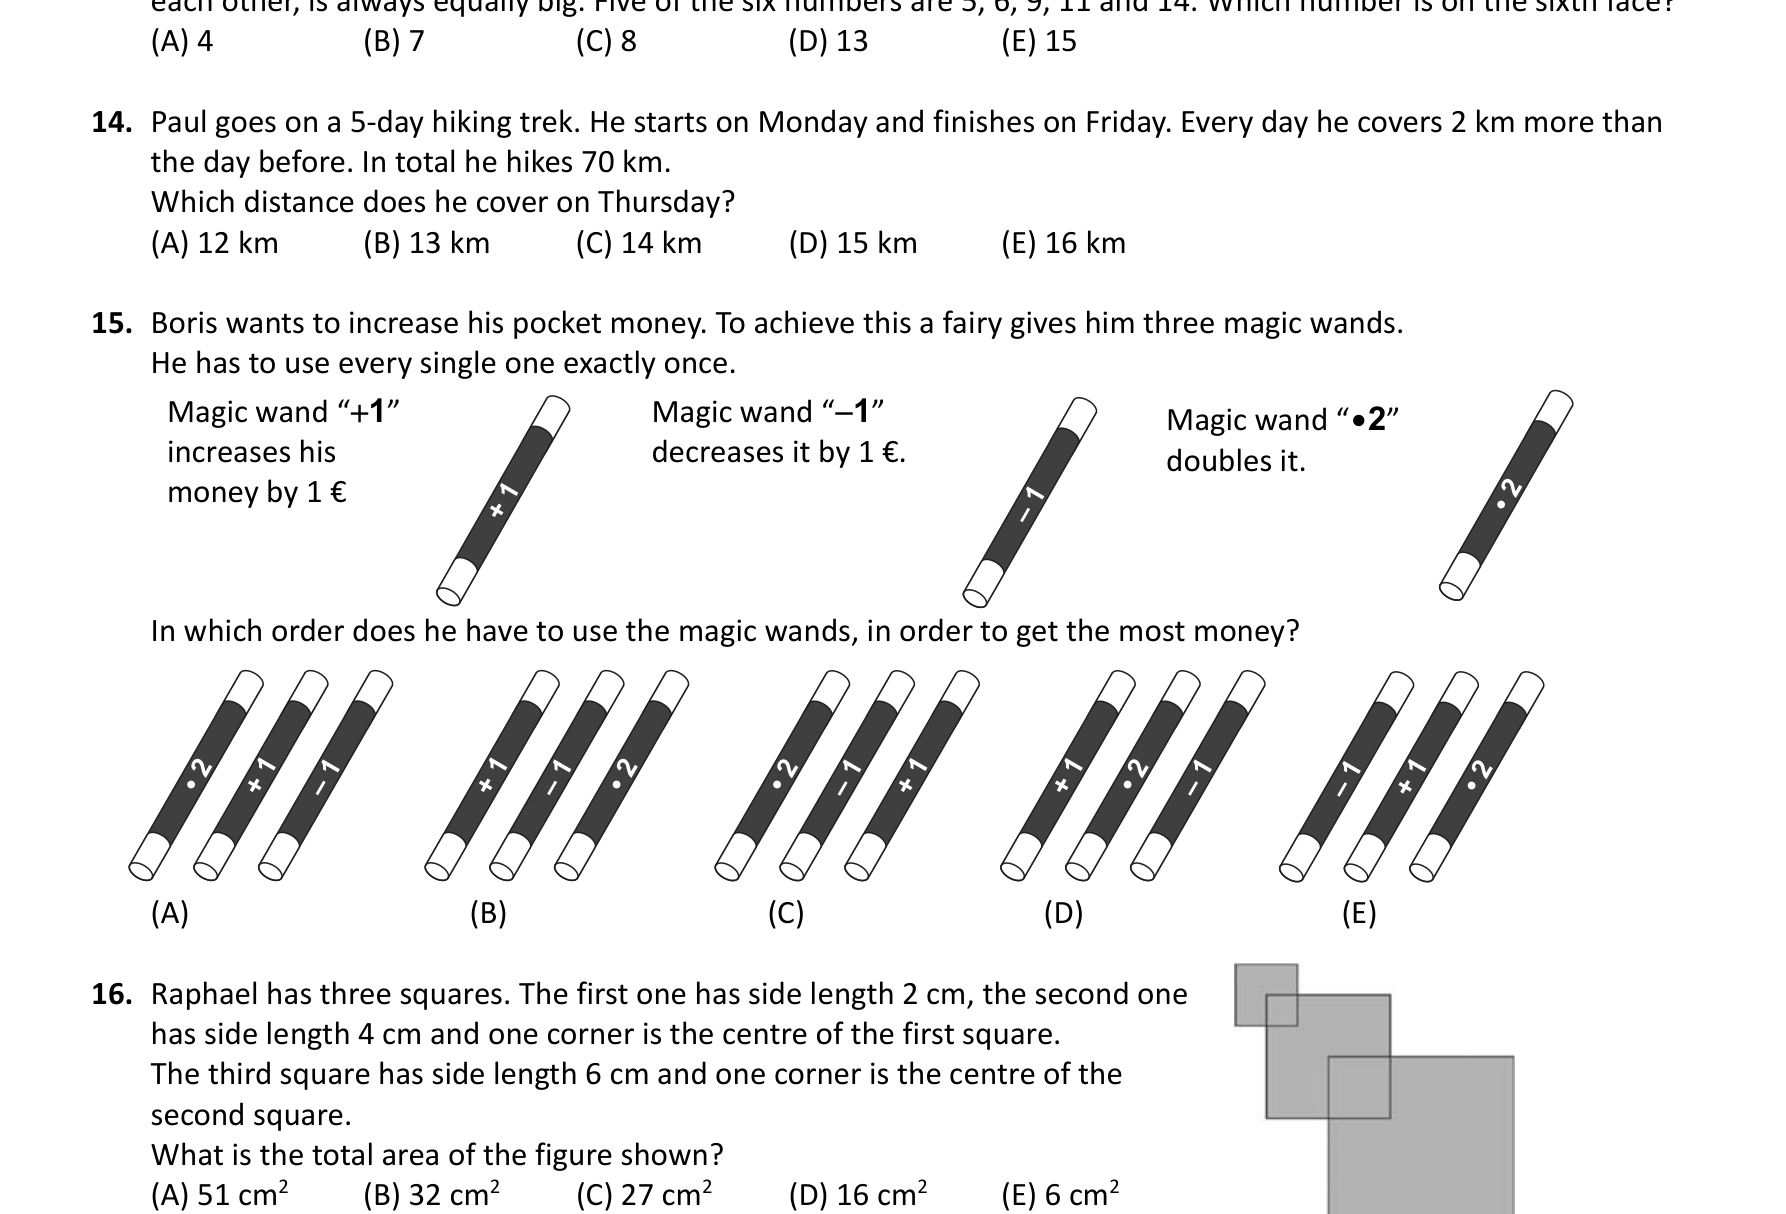 each other, is always equally big. Five of the six numbers are 5, 6, 9, 11 and 14. Which number is on the sixth face?
(A) 4 (B) 7 (C) 8 (D) 13 (E) 15
14. Paul goes on a 5-day hiking trek. He starts on Monday and finishes on Friday. Every day he covers 2 km more than
the day before. In total he hikes 70 km.
Which distance does he cover on Thursday?
(A) 12 km (B) 13 km (C) 14 km (D) 15 km (E) 16 km
15. Boris wants to increase his pocket money. To achieve this a fairy gives him three magic wands.
He has to use every single one exactly once.
Magic wand “+1”
increases his
money by 1 €
+ 1
Magic wand “–1”
decreases it by 1 €.
– 1
Magic wand “•2”
doubles it.
• 2
In which order does he have to use the magic wands, in order to get the most money?
• 2 + 1 – 1 + 1 – 1 • 2 • 2 – 1 + 1 + 1 • 2 – 1 – 1 + 1 • 2
(A) (B) (C) (D) (E)
16. Raphael has three squares. The first one has side length 2 cm, the second one
has side length 4 cm and one corner is the centre of the first square.
The third square has side length 6 cm and one corner is the centre of the
second square.
What is the total area of the figure shown?
(A) 51 cm² (B) 32 cm² (C) 27 cm² (D) 16 cm² (E) 6 cm²